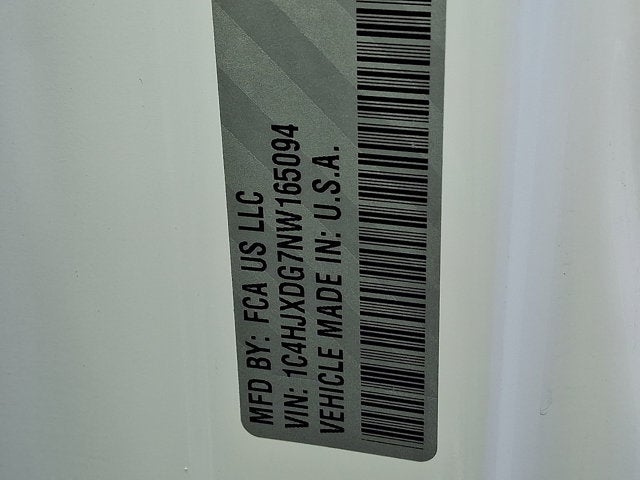 MFD BY: FCA US LLC
VIN: 1C4HJXDG7NW165094
VEHICLE MADE IN: U.S.A.